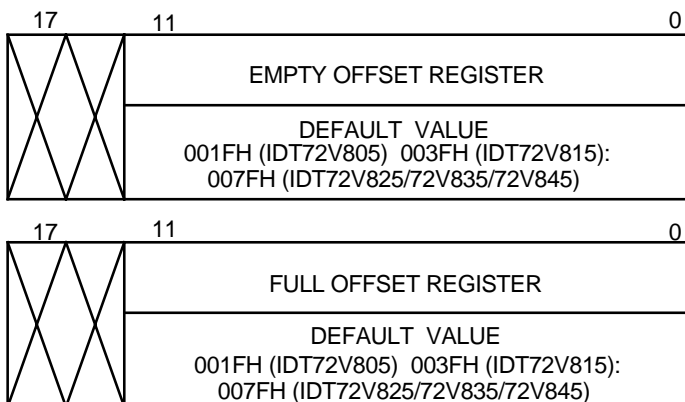 17 11 0
EMPTY OFFSET REGISTER
DEFAULT VALUE
001FH (IDT72V805) 003FH (IDT72V815):
007FH (IDT72V825/72V835/72V845)
17 11 0
FULL OFFSET REGISTER
DEFAULT VALUE
001FH (IDT72V805) 003FH (IDT72V815):
007FH (IDT72V825/72V835/72V845)